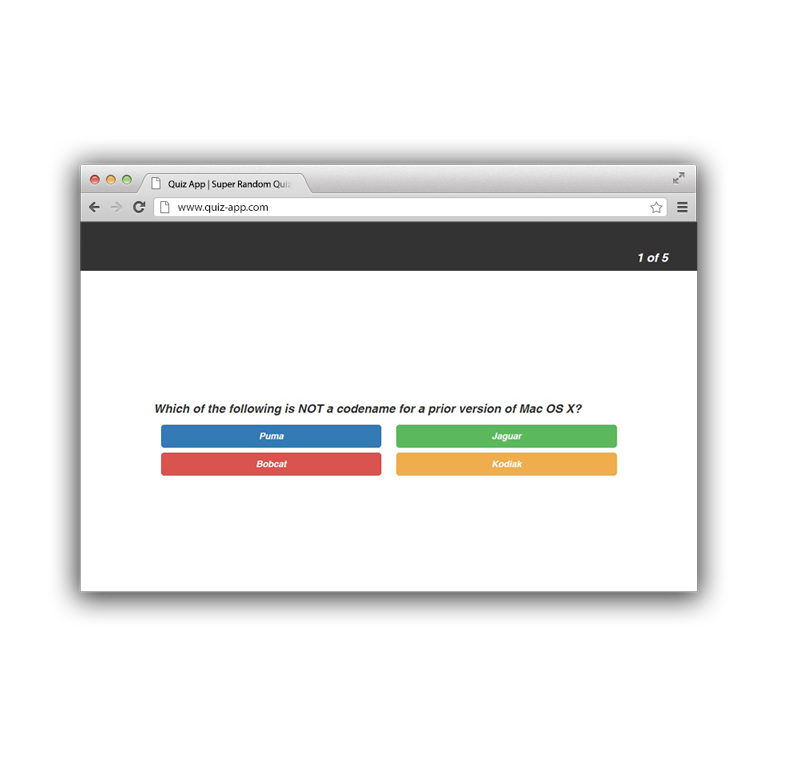 Quiz App | Super Random Quiz
www.quiz-app.com
1 of 5
Which of the following is NOT a codename for a prior version of Mac OS X?
Puma
Jaguar
Bobcat
Kodiak